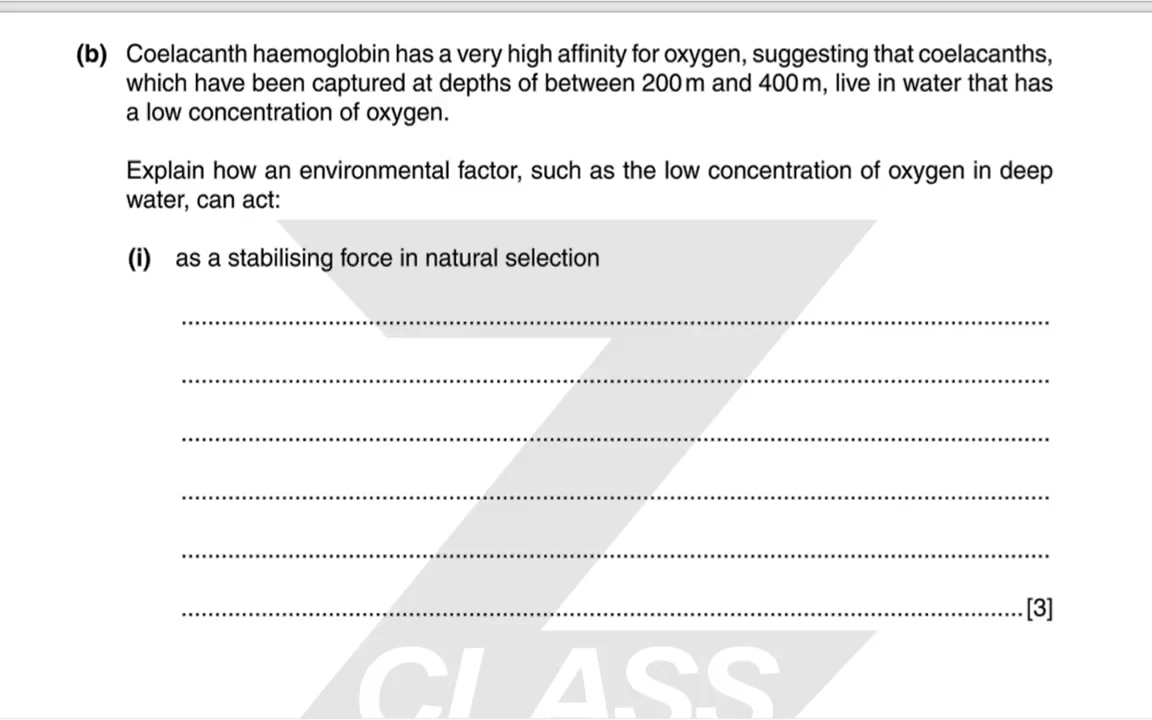 (b) Coelacanth haemoglobin has a very high affinity for oxygen, suggesting that coelacanths,
which have been captured at depths of between 200 m and 400 m, live in water that has
a low concentration of oxygen.
Explain how an environmental factor, such as the low concentration of oxygen in deep
water, can act:
(i) as a stabilising force in natural selection
[3]
Z
CLASS